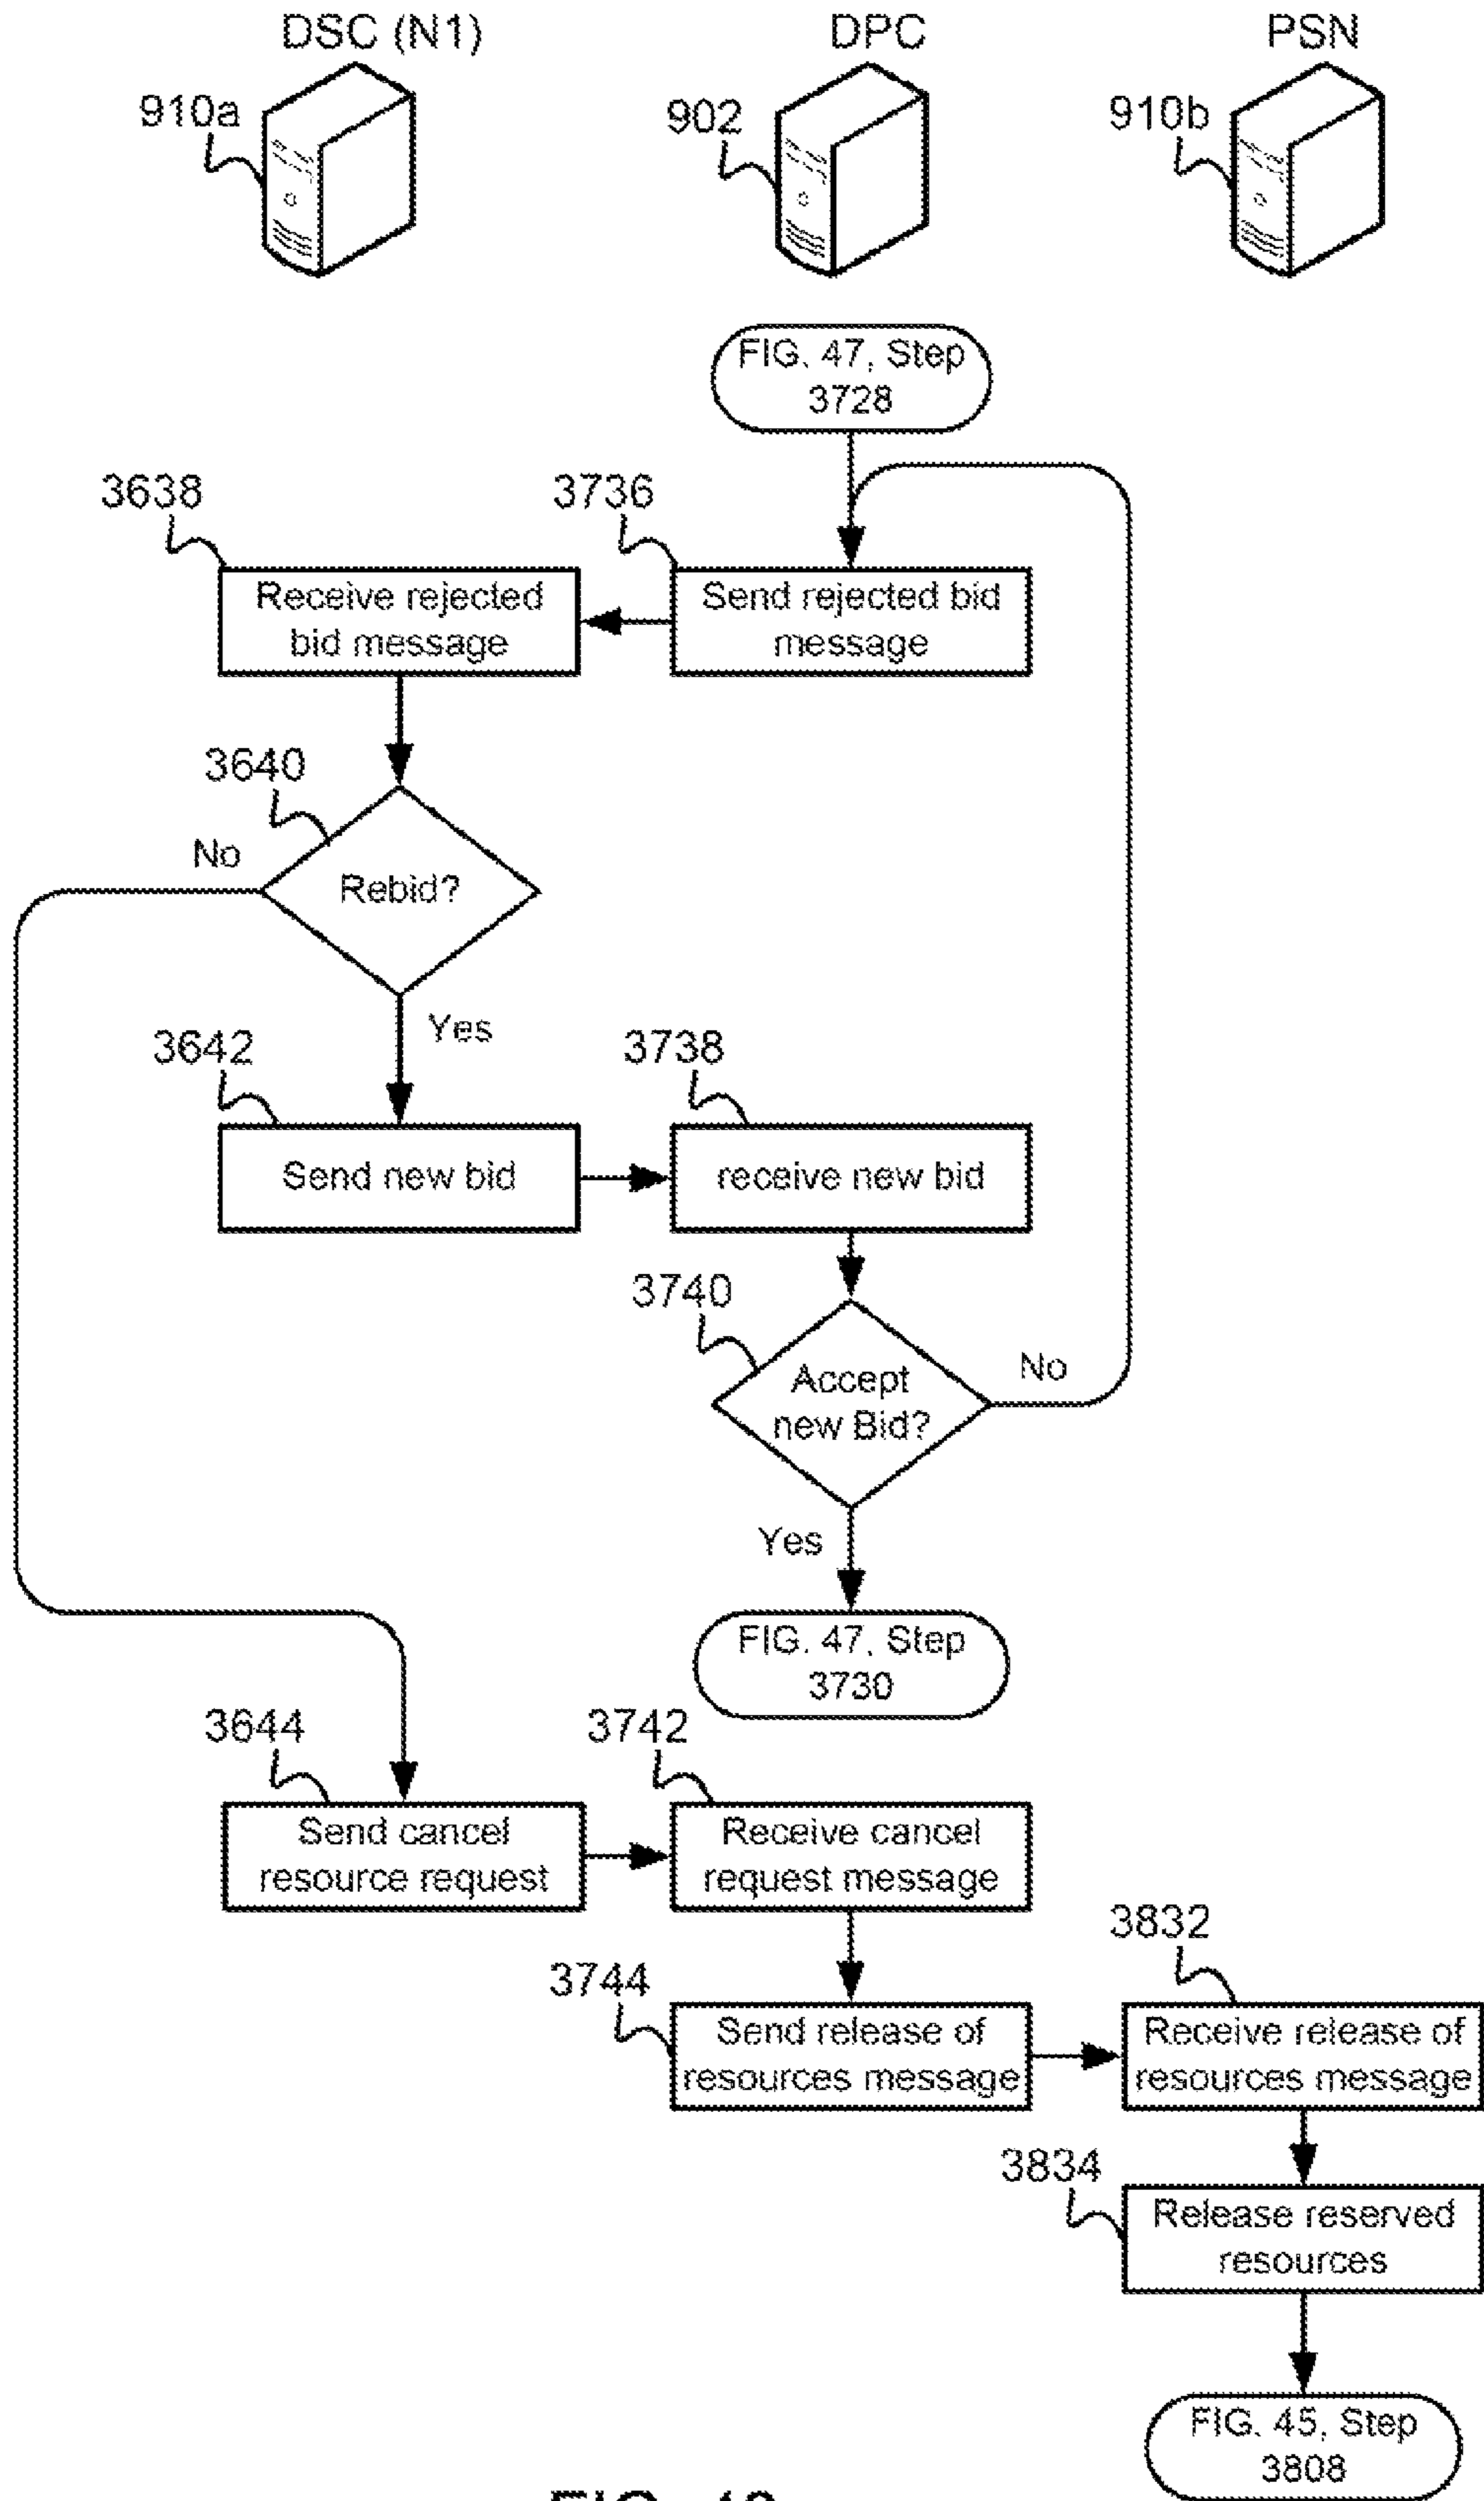 DSC (N1)
DPC
PSN
910a
902
910b
FIG. 47, Step
3728
3638
3736
Receive rejected
bid message
Send rejected bid
message
3640
No
Rebid?
Yes
3642
3738
Send new bid
receive new bid
3740
Accept
new Bid?
No
Yes
FIG. 47, Step
3730
3644
3742
Send cancel
resource request
Receive cancel
request message
3832
3744
Send release of
resources message
Receive release of
resources message
3834
Release reserved
resources
FIG. 45, Step
3808